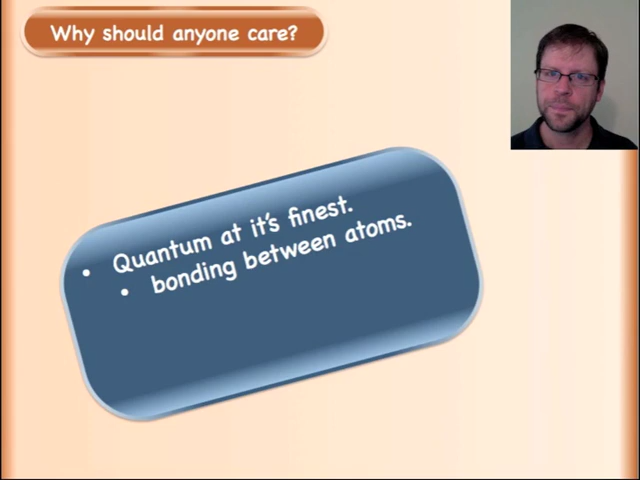 Why should anyone care?
• Quantum at it's finest.
• bonding between atoms.